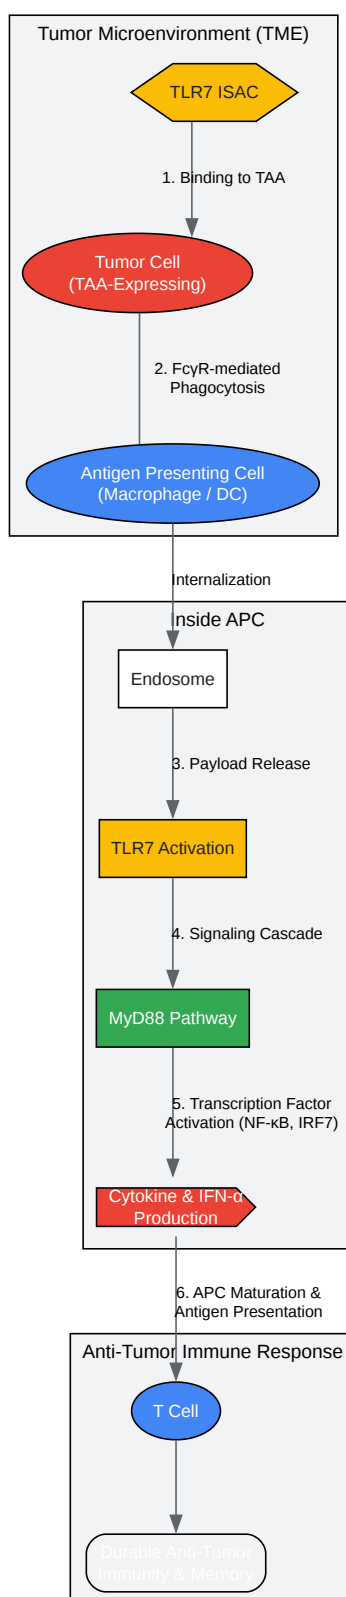 Tumor Microenvironment (TME)
TLR7 ISAC
1. Binding to TAA
Tumor Cell
(TAA-Expressing)
2. FcγR-mediated
Phagocytosis
Antigen Presenting Cell
(Macrophage / DC)
Internalization
Inside APC
Endosome
3. Payload Release
TLR7 Activation
4. Signaling Cascade
MyD88 Pathway
5. Transcription Factor
Activation (NF-κB, IRF7)
Cytokine & IFN-α
Production
6. APC Maturation &
Antigen Presentation
Anti-Tumor Immune Response
T Cell
Durable Anti-Tumor
Immunity & Memory